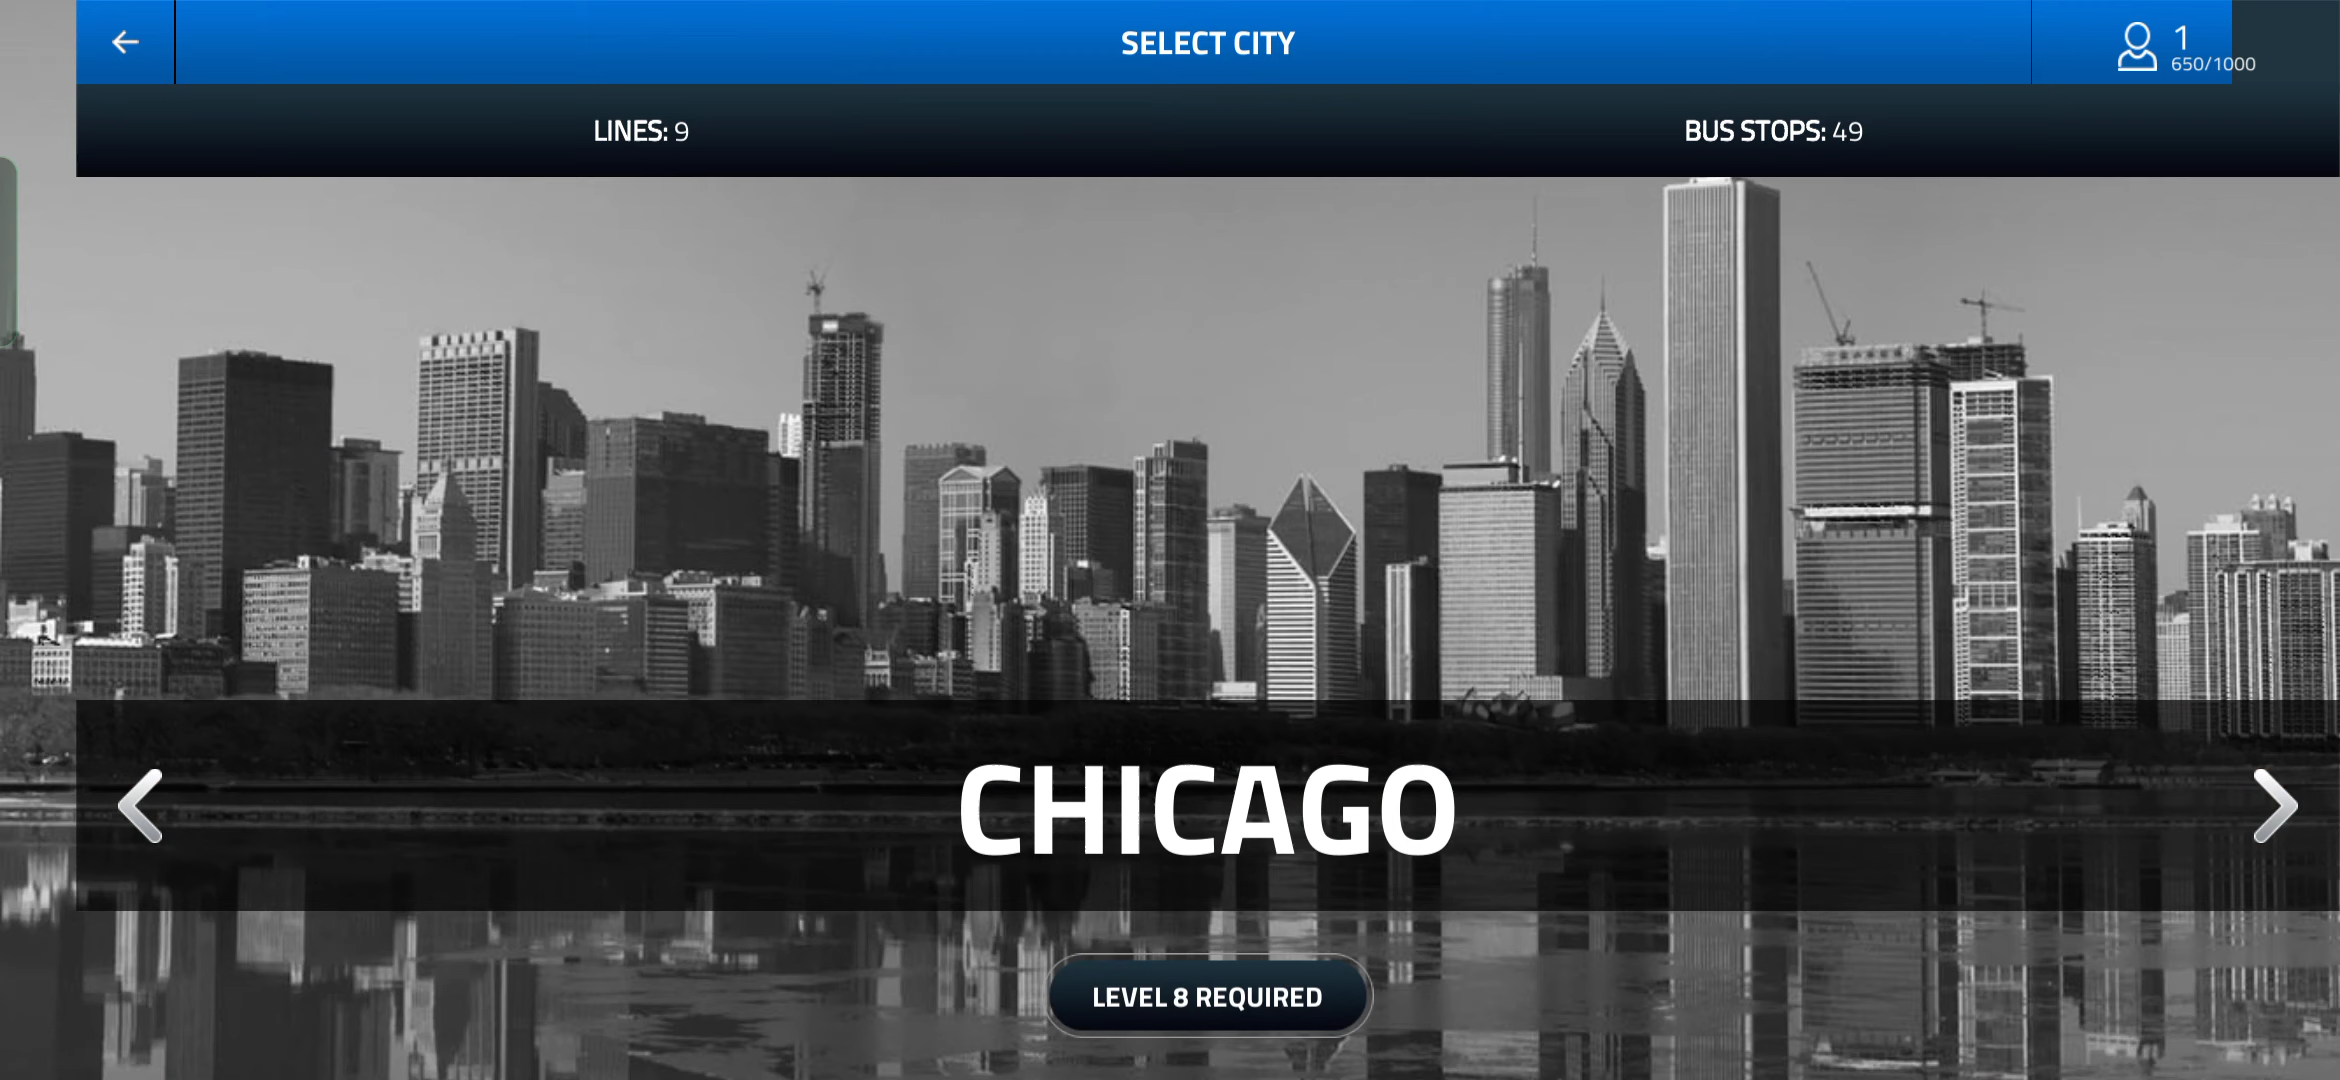 SELECT CITY
1
650/1000
LINES: 9
BUS STOPS: 49
CHICAGO
LEVEL 8 REQUIRED